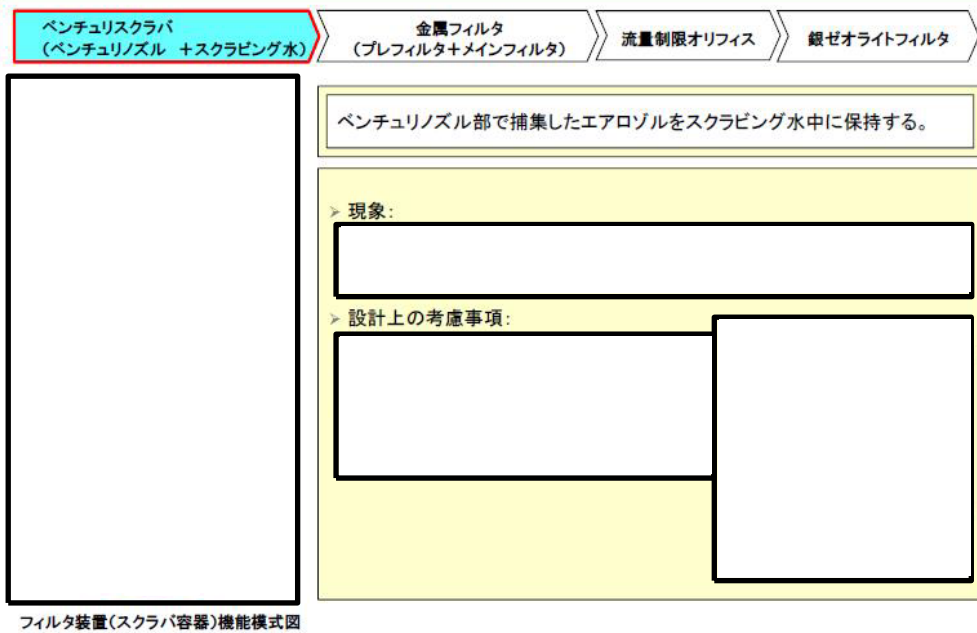 ベンチュリスクラバ
(ベンチュリノズル +スクラビング水)
金属フィルタ
(プレフィルタ+メインフィルタ)
流量制限オリフィス
銀ゼオライトフィルタ
ベンチュリノズル部で捕集したエアロゾルをスクラビング水中に保持する。
➢ 現象:
➢ 設計上の考慮事項:
フィルタ装置(スクラバ容器)機能模式図